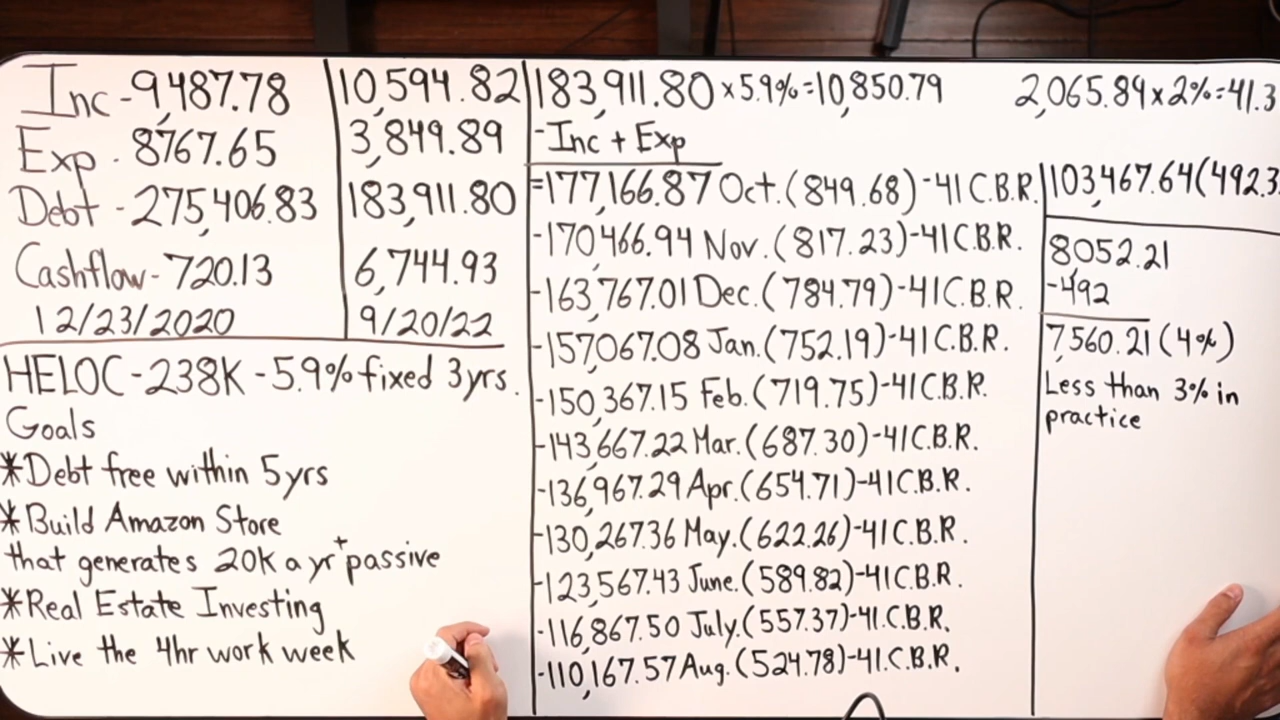 Inc - 9,487.78 10,594.82
Exp - 8767.65 3,849.89
Debt - 275,406.83 183,911.80
Cashflow - 720.13 6,744.93
12/23/2020 9/20/22
HELOC - 238K - 5.9% fixed 3yrs.
Goals
*Debt free within 5yrs
*Build Amazon Store
that generates 20K a yr+ passive
*Real Estate Investing
*Live the 4hr work week
183,911.80 x 5.9% = 10,850.79
-Inc + Exp
=177,166.87 Oct. (849.68) -41 C.B.R.
-170,466.94 Nov. (817.23) -41 C.B.R.
-163,767.01 Dec. (784.79) -41 C.B.R.
-157,067.08 Jan. (752.19) -41 C.B.R.
-150,367.15 Feb. (719.75) -41 C.B.R.
-143,667.22 Mar. (687.30) -41 C.B.R.
-136,967.29 Apr. (654.71) -41 C.B.R.
-130,267.36 May. (622.26) -41 C.B.R.
-123,567.43 June. (589.82) -41 C.B.R.
-116,867.50 July. (557.37) -41. C.B.R.
-110,167.57 Aug. (524.78) -41. C.B.R.
2,065.84 x 2% = 41.3
103,467.64 (492.3
8052.21
-492
7,560.21 (4%)
Less than 3% in
practice